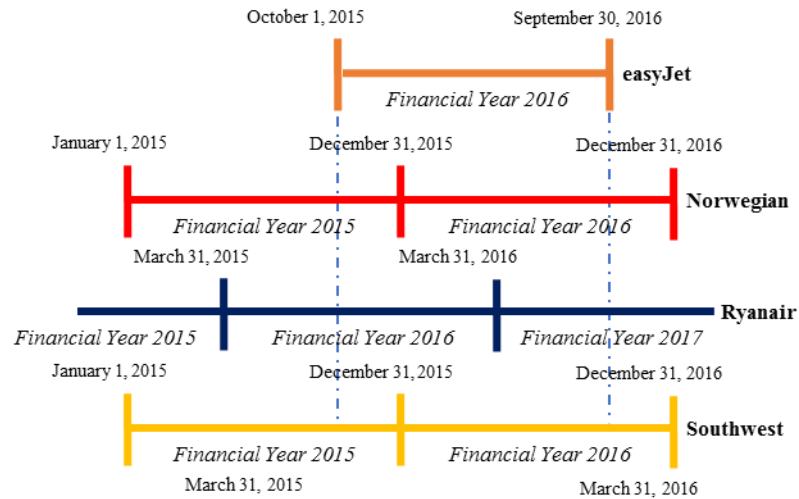 October 1, 2015 September 30, 2016
easyJet
Financial Year 2016
January 1, 2015 December 31, 2015 December 31, 2016
Norwegian
Financial Year 2015 Financial Year 2016
March 31, 2015 March 31, 2016
Ryanair
Financial Year 2015 Financial Year 2016 Financial Year 2017
January 1, 2015 December 31, 2015 December 31, 2016
Southwest
Financial Year 2015 Financial Year 2016
March 31, 2015 March 31, 2016